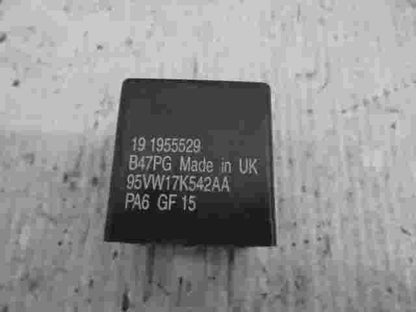 19 1955529
B47PG Made in UK
95VW17K542AA
PA6 GF 15